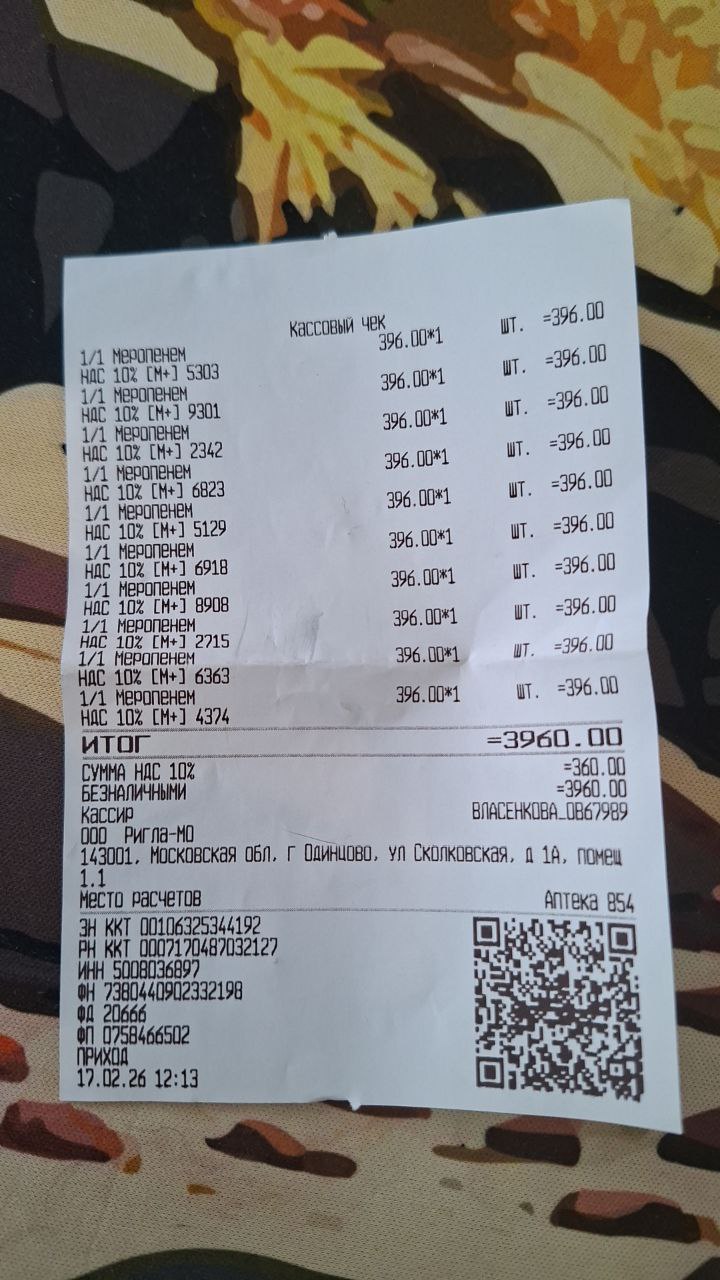 Кассовый чек
1/1 Меропенем 396.00*1 шт. =396.00
НДС 10% [М+] 5303
1/1 Меропенем 396.00*1 шт. =396.00
НДС 10% [М+] 9301
1/1 Меропенем 396.00*1 шт. =396.00
НДС 10% [М+] 2342
1/1 Меропенем 396.00*1 шт. =396.00
НДС 10% [М+] 6823
1/1 Меропенем 396.00*1 шт. =396.00
НДС 10% [М+] 5129
1/1 Меропенем 396.00*1 шт. =396.00
НДС 10% [М+] 6918
1/1 Меропенем 396.00*1 шт. =396.00
НДС 10% [М+] 8908
1/1 Меропенем 396.00*1 шт. =396.00
НДС 10% [М+] 2715
1/1 Меропенем 396.00*1 шт. =396.00
НДС 10% [М+] 6363
1/1 Меропенем 396.00*1 шт. =396.00
НДС 10% [М+] 4374
ИТОГ =3960.00
СУММА НДС 10% =360.00
БЕЗНАЛИЧНЫМИ =3960.00
Кассир ВЛАСЕНКОВА_ОВ67989
ООО Ригла-МО
143001, Московская обл, г Одинцово, ул Сколковская, д 1А, помещ
1.1
Место расчетов Аптека 854
ЗН ККТ 00106325344192
РН ККТ 0007170487032127
ИНН 5008036897
ФН 7380440902332198
ФД 20666
ФП 0758466502
ПРИХОД
17.02.26 12:13